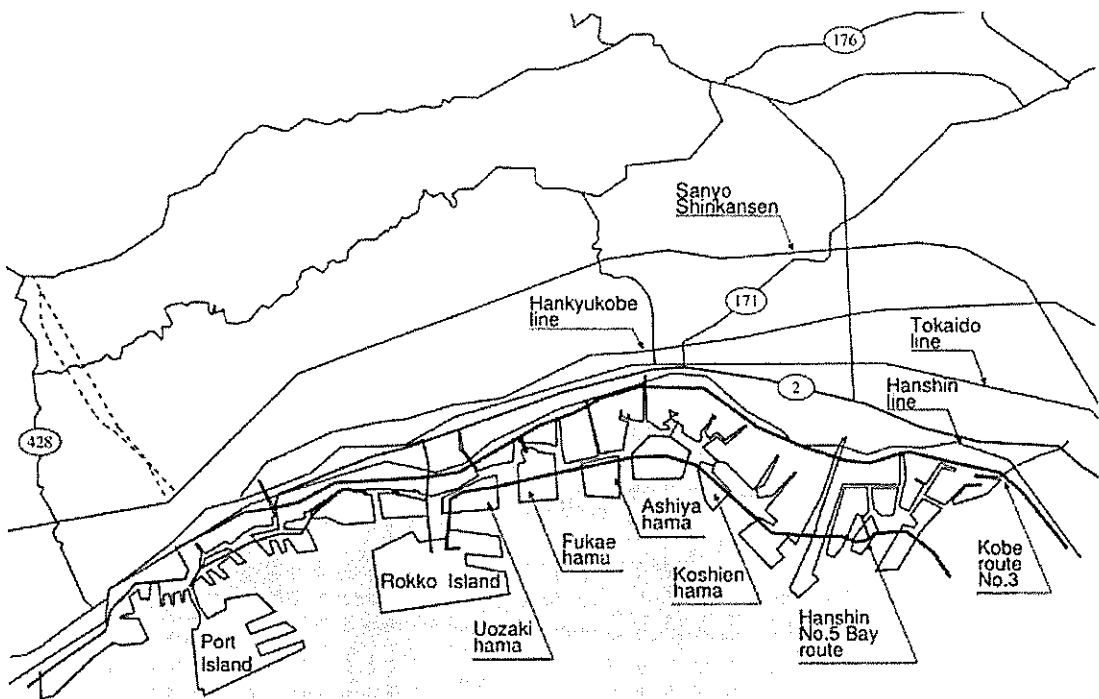 176
Sanyo
Shinkansen
Hankyukobe
line
171
Tokaido
line
2
Hanshin
line
428
Ashiya
hama
Fukae
hama
Koshien
hama
Kobe
route
No.3
Rokko Island
Uozaki
hama
Hanshin
No.5 Bay
route
Port
Island